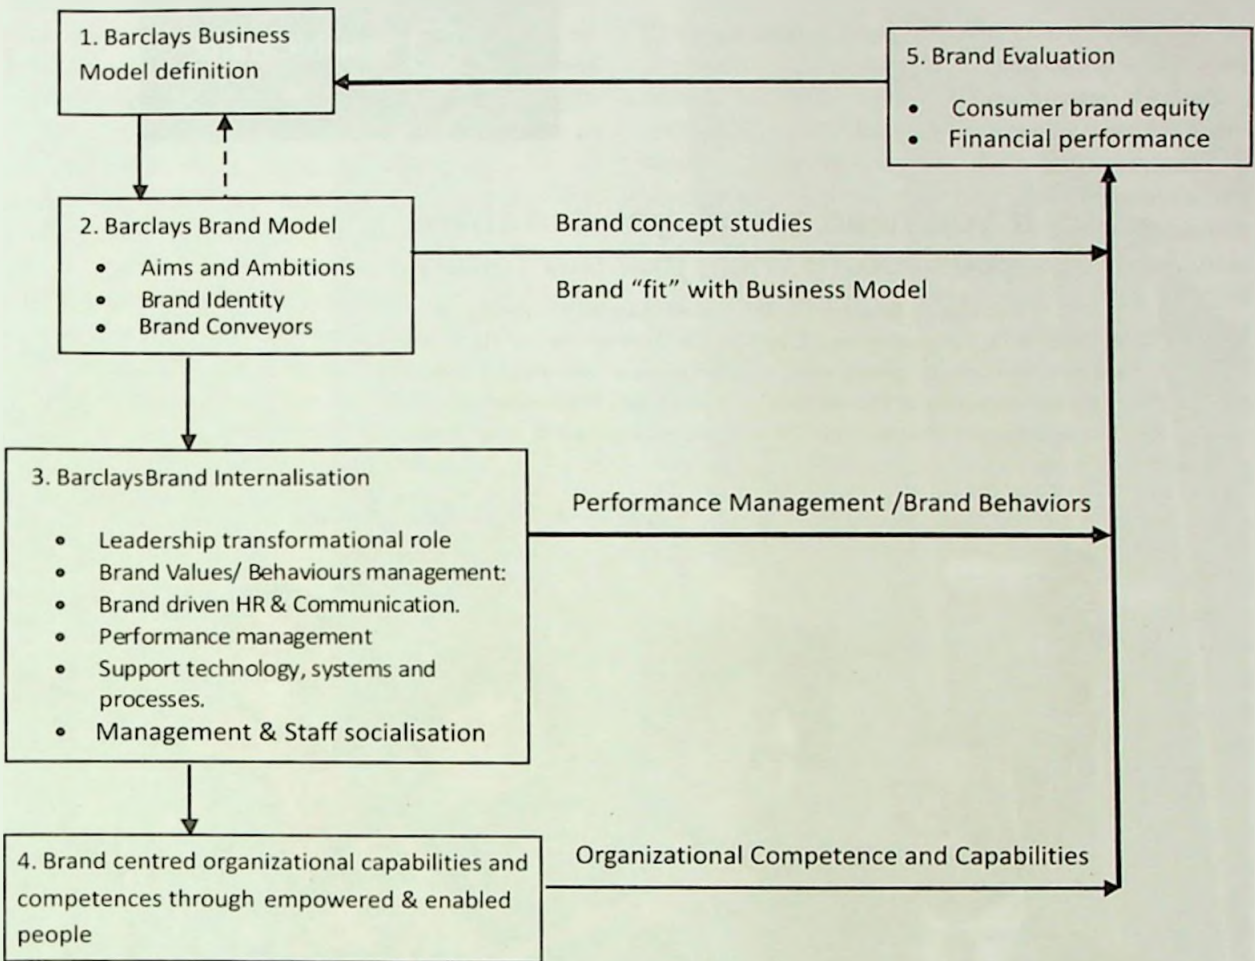 1. Barclays Business
Model definition
5. Brand Evaluation
• Consumer brand equity
• Financial performance
2. Barclays Brand Model
• Aims and Ambitions
• Brand Identity
• Brand Conveyors
Brand concept studies
Brand “fit” with Business Model
3. BarclaysBrand Internalisation
• Leadership transformational role
• Brand Values/ Behaviours management:
• Brand driven HR & Communication.
• Performance management
• Support technology, systems and
processes.
• Management & Staff socialisation
Performance Management /Brand Behaviors
4. Brand centred organizational capabilities and
competences through empowered & enabled
people
Organizational Competence and Capabilities